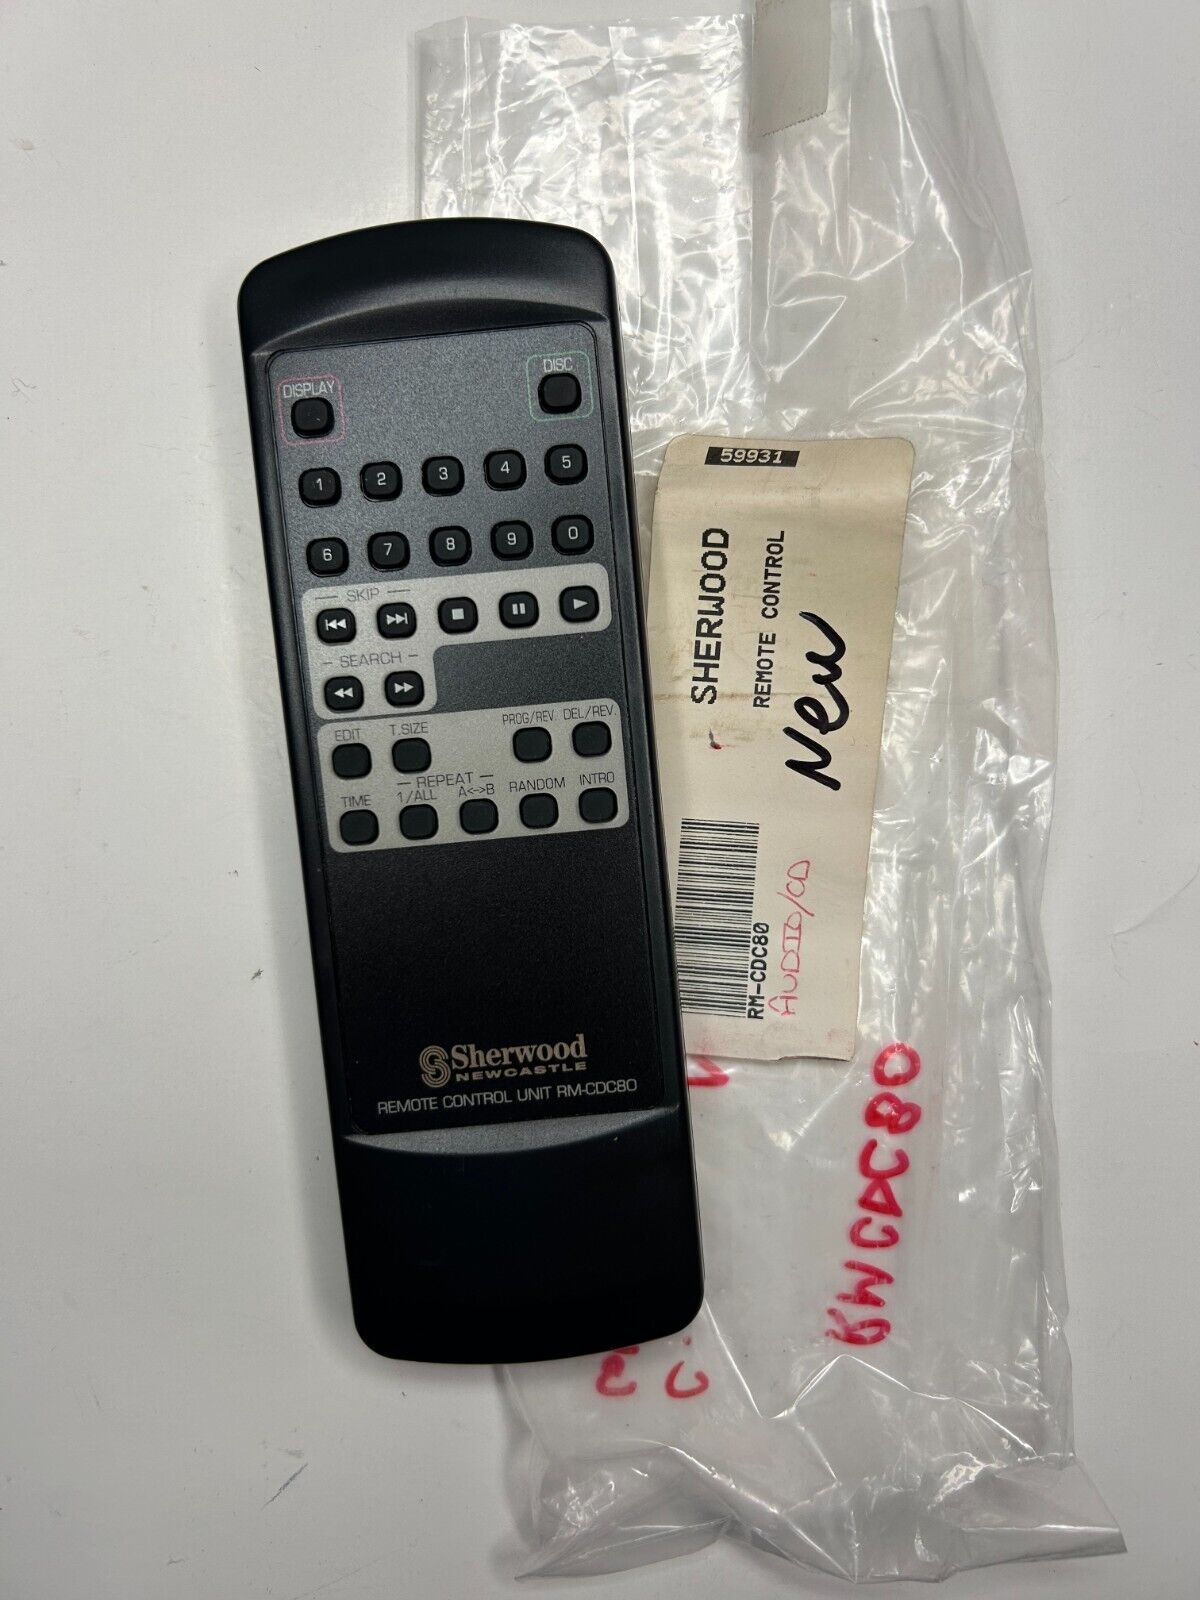 DISPLAY
DISC
1 2 3 4 5
6 7 8 9 0
SKIP
SEARCH
EDIT T.SIZE PROG/REV. DEL/REV.
REPEAT
TIME 1/ALL A<->B RANDOM INTRO
Sherwood
NEWCASTLE
REMOTE CONTROL UNIT RM-CDC80
59931
SHERWOOD
REMOTE CONTROL
New
RM-CDC80
AUDIO/CD
RMCDC80